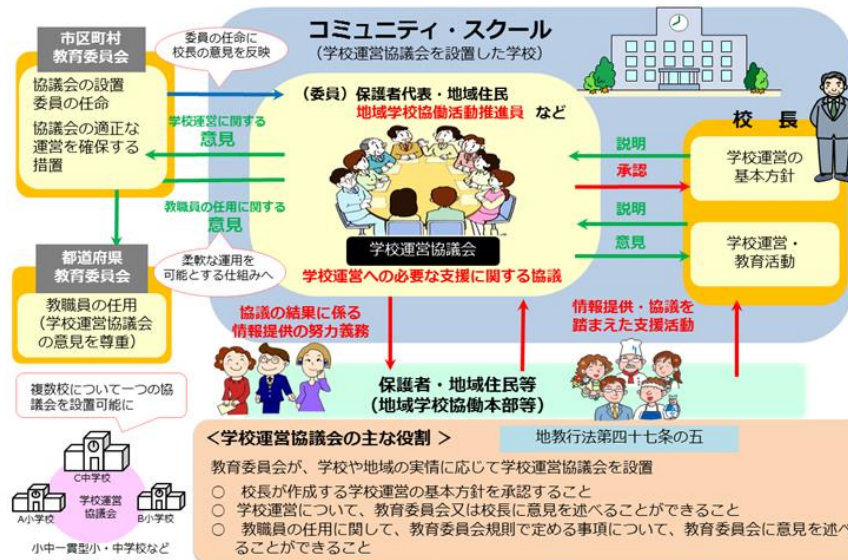 コミュニティ・スクール
(学校運営協議会を設置した学校)
市区町村
教育委員会
協議会の設置
委員の任命
協議会の適正な
運営を確保する
措置
委員の任命に
校長の意見を反映
(委員)保護者代表・地域住民
地域学校協働活動推進員 など
学校運営に関する
意見
教職員の任用に関する
意見
柔軟な運用を
可能とする仕組みへ
学校運営協議会
学校運営への必要な支援に関する協議
校 長
説明
承認
学校運営の
基本方針
説明
意見
学校運営・
教育活動
都道府県
教育委員会
教職員の任用
(学校運営協議会
の意見を尊重)
協議の結果に係る
情報提供の努力義務
情報提供・協議を
踏まえた支援活動
保護者・地域住民等
(地域学校協働本部等)
複数校について一つの協
議会を設置可能に
C中学校
学校運営
協議会
A小学校
B小学校
小中一貫型小・中学校など
<学校運営協議会の主な役割 >
地教行法第四十七条の五
教育委員会が、学校や地域の実情に応じて学校運営協議会を設置
○ 校長が作成する学校運営の基本方針を承認すること
○ 学校運営について、教育委員会又は校長に意見を述べることができること
○ 教職員の任用に関して、教育委員会規則で定める事項について、教育委員会に意見を述べ
ることができること